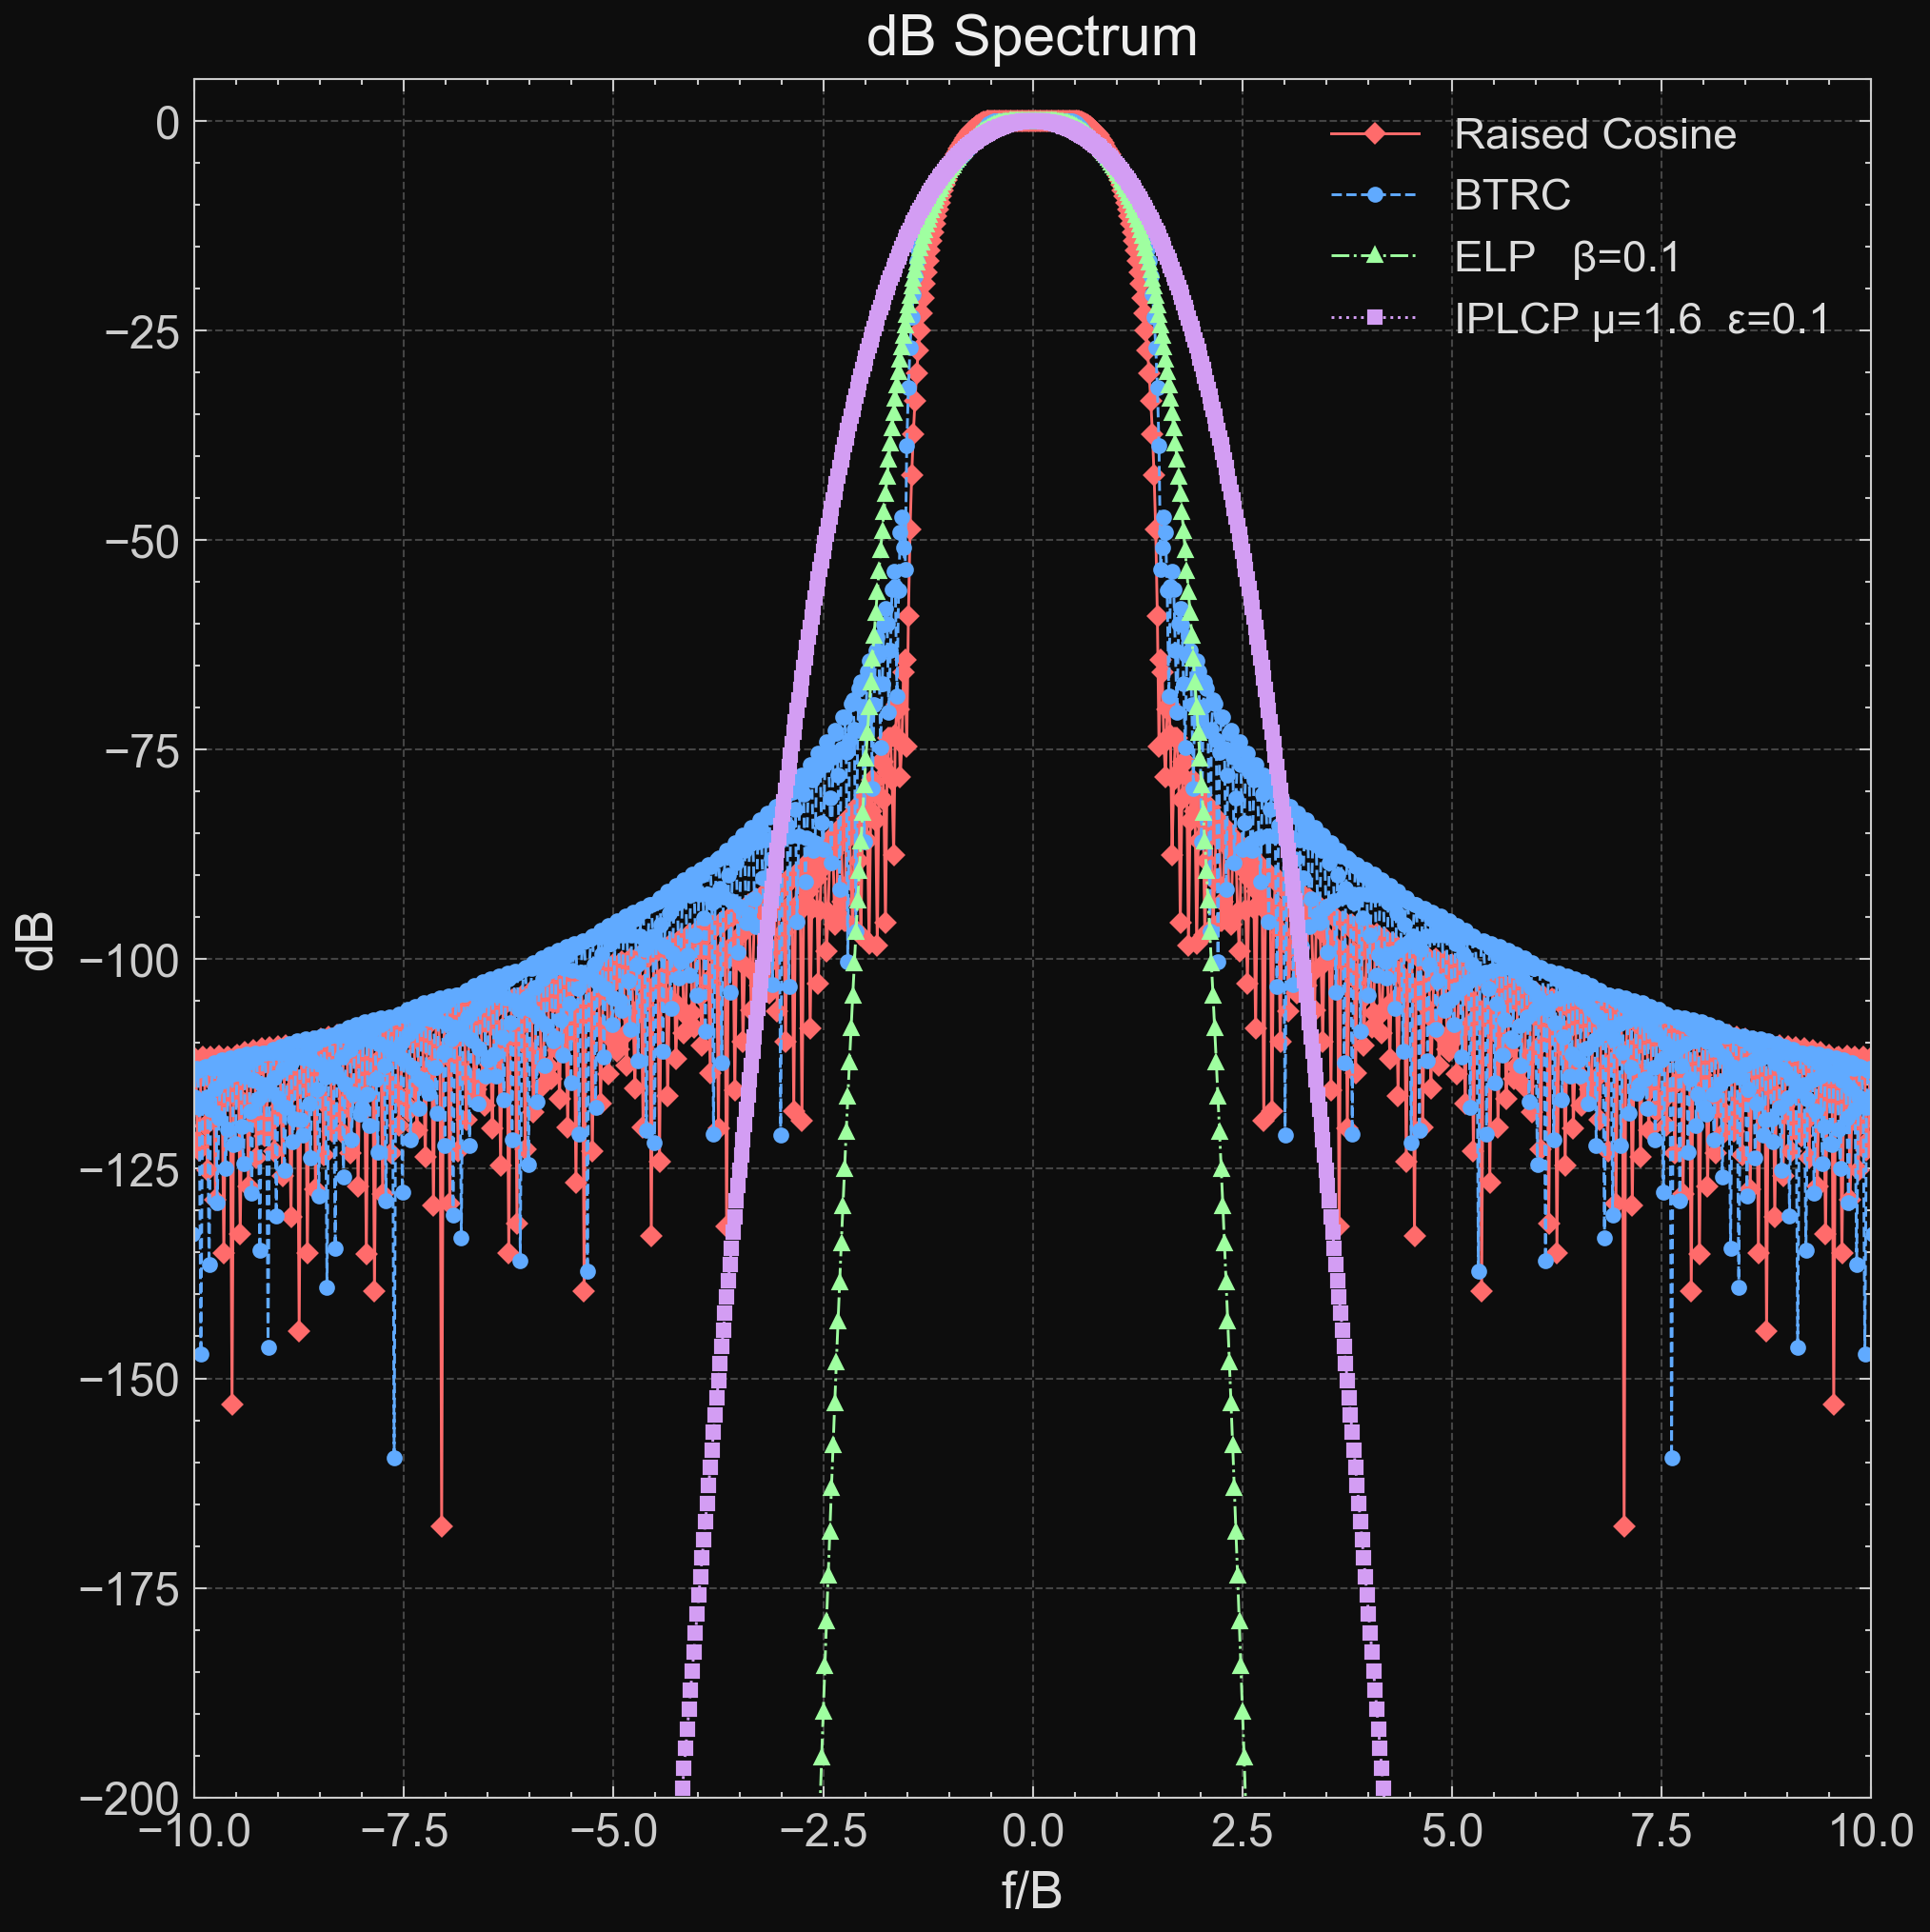 dB Spectrum
Raised Cosine
BTRC
ELP β=0.1
IPLCP μ=1.6 ε=0.1
0
−25
−50
−75
−100
−125
−150
−175
−200
dB
−10.0 −7.5 −5.0 −2.5 0.0 2.5 5.0 7.5 10.0
f/B